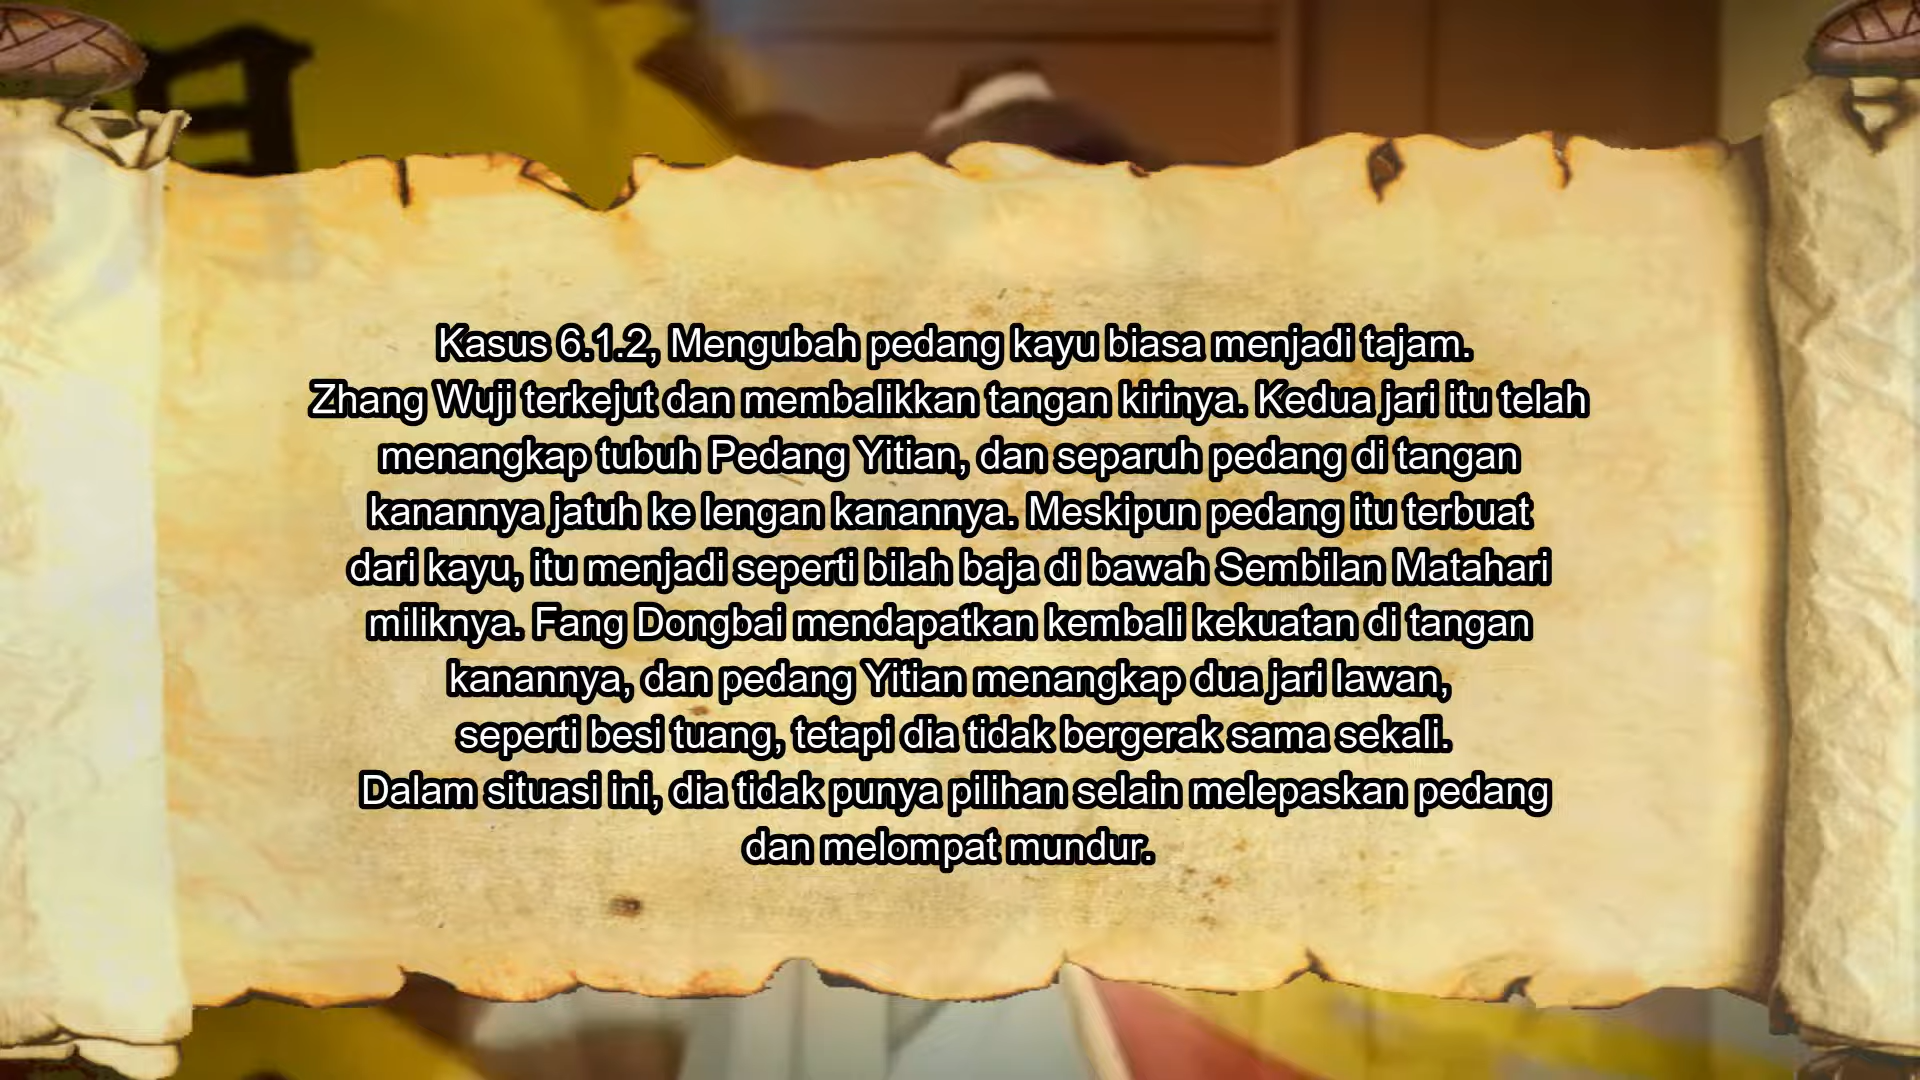 Kasus 6.1.2, Mengubah pedang kayu biasa menjadi tajam.
Zhang Wuji terkejut dan membalikkan tangan kirinya. Kedua jari itu telah
menangkap tubuh Pedang Yitian, dan separuh pedang di tangan
kanannya jatuh ke lengan kanannya. Meskipun pedang itu terbuat
dari kayu, itu menjadi seperti bilah baja di bawah Sembilan Matahari
miliknya. Fang Dongbai mendapatkan kembali kekuatan di tangan
kanannya, dan pedang Yitian menangkap dua jari lawan,
seperti besi tuang, tetapi dia tidak bergerak sama sekali.
Dalam situasi ini, dia tidak punya pilihan selain melepaskan pedang
dan melompat mundur.